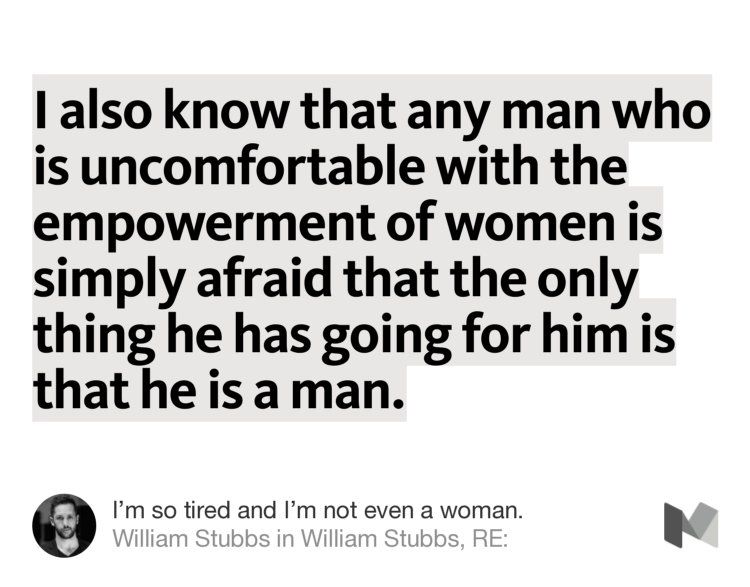 I also know that any man who
is uncomfortable with the
empowerment of women is
simply afraid that the only
thing he has going for him is
that he is a man.
I’m so tired and I’m not even a woman.
William Stubbs in William Stubbs, RE: